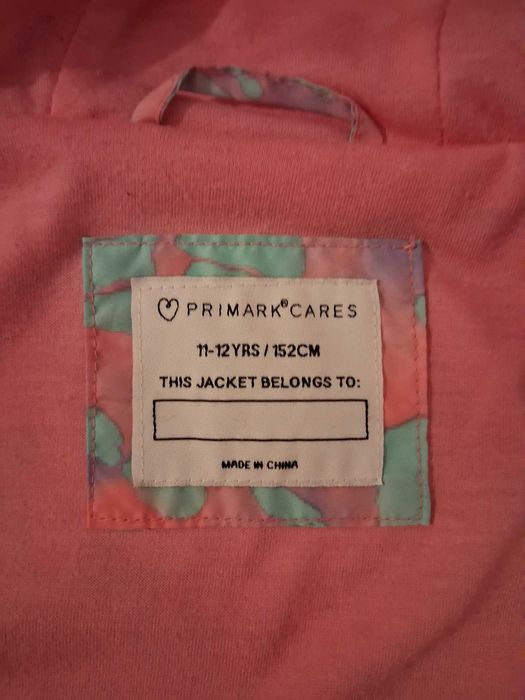 PRIMARK® CARES
11-12YRS / 152CM
THIS JACKET BELONGS TO:
MADE IN CHINA